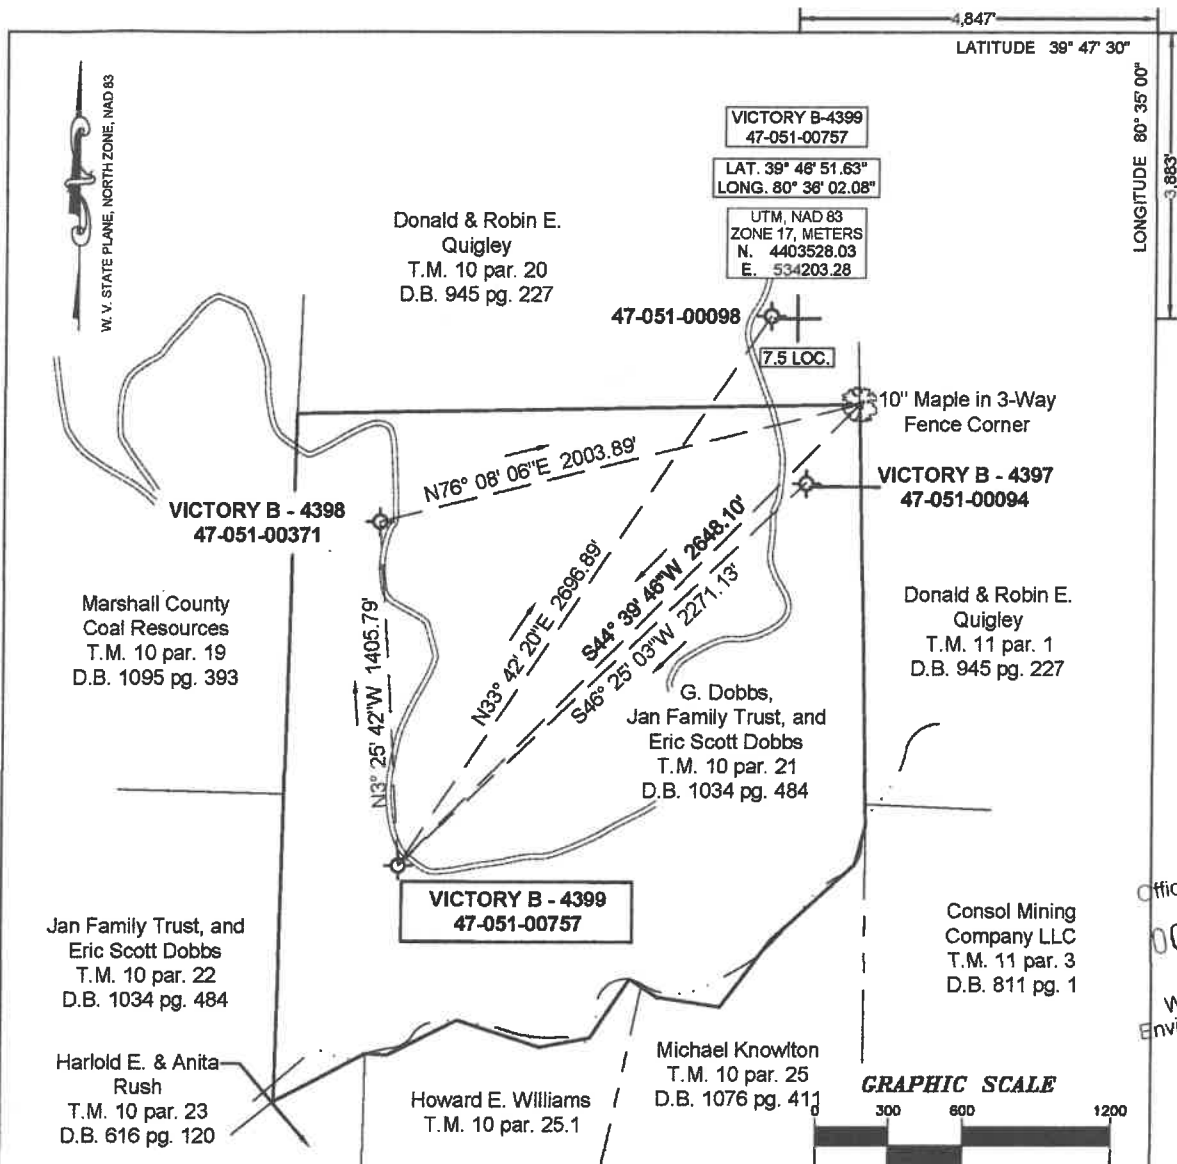 4,847'
LATITUDE 39° 47' 30"
LONGITUDE 80° 35' 00"
3,883'
W. V. STATE PLANE, NORTH ZONE, NAD 83
VICTORY B-4399
47-051-00757
LAT. 39° 46' 51.63"
LONG. 80° 36' 02.08"
UTM, NAD 83
ZONE 17, METERS
N. 4403528.03
E. 534203.28
Donald & Robin E.
Quigley
T.M. 10 par. 20
D.B. 945 pg. 227
47-051-00098
7.5 LOC.
10" Maple in 3-Way
Fence Corner
N76° 08' 06"E 2003.89'
VICTORY B - 4397
47-051-00094
VICTORY B - 4398
47-051-00371
N33° 42' 20"E 2696.89'
S44° 39' 46"W 2648.10'
S46° 25' 03"W 2271.13'
N3° 25' 42"W 1405.79'
Marshall County
Coal Resources
T.M. 10 par. 19
D.B. 1095 pg. 393
Donald & Robin E.
Quigley
T.M. 11 par. 1
D.B. 945 pg. 227
G. Dobbs,
Jan Family Trust, and
Eric Scott Dobbs
T.M. 10 par. 21
D.B. 1034 pg. 484
VICTORY B - 4399
47-051-00757
Jan Family Trust, and
Eric Scott Dobbs
T.M. 10 par. 22
D.B. 1034 pg. 484
Consol Mining
Company LLC
T.M. 11 par. 3
D.B. 811 pg. 1
Harlold E. & Anita
Rush
T.M. 10 par. 23
D.B. 616 pg. 120
Howard E. Williams
T.M. 10 par. 25.1
Michael Knowlton
T.M. 10 par. 25
D.B. 1076 pg. 411
GRAPHIC SCALE
0 300 600 1200